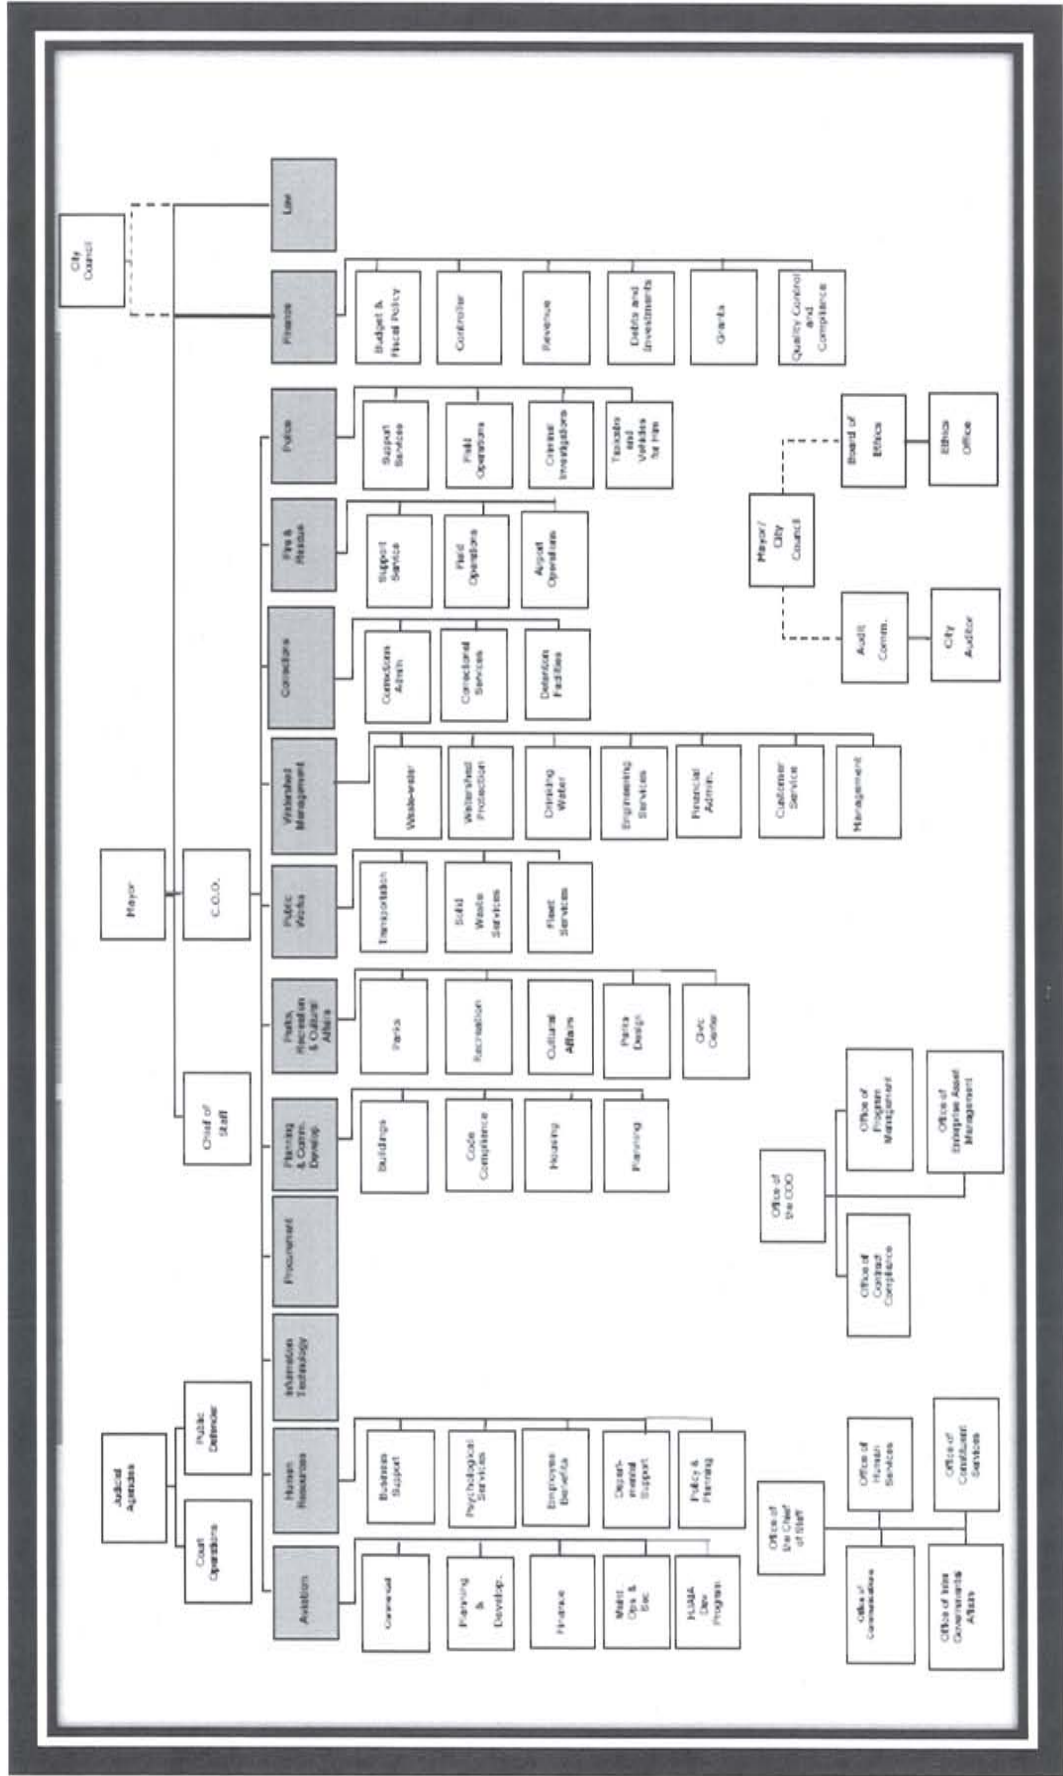 City
Council
Mayor
Judicial
Agencies
Court
Operations
Public
Defender
Chief of
Staff
C.O.O.
Aviation
Human
Resources
Information
Technology
Procurement
Planning
& Comm.
Develop.
Parks,
Recreation
& Cultural
Affairs
Public
Works
Watershed
Management
Corrections
Fire &
Rescue
Police
Finance
Law
Commercial
Planning
&
Develop.
Finance
Maint
Ops &
Sec
HJAIA
Dev
Program
Business
Support
Psychological
Services
Employee
Benefits
Depart-
mental
Support
Policy &
Planning
Buildings
Code
Compliance
Housing
Planning
Parks
Recreation
Cultural
Affairs
Parks
Design
Civic
Center
Transportation
Solid
Waste
Services
Fleet
Services
Waste-water
Watershed
Protection
Drinking
Water
Engineering
Services
Financial
Admin.
Customer
Service
Management
Corrections
Admin
Correctional
Services
Detention
Facilities
Support
Service
Field
Operations
Airport
Operations
Support
Services
Field
Operations
Criminal
Investigations
Taxicabs
and
Vehicles
for Hire
Budget &
Fiscal Policy
Controller
Revenue
Debts and
Investments
Grants
Quality Control
and
Compliance
Office of
the Chief
of Staff
Office of
Communications
Office of
Human
Services
Office of Inter
Governmental
Affairs
Office of
Constituent
Services
Office of
the COO
Office of
Contract
Compliance
Office of
Program
Management
Office of
Enterprise Asset
Management
Mayor/
City
Council
Audit
Comm.
Board of
Ethics
City
Auditor
Ethics
Office